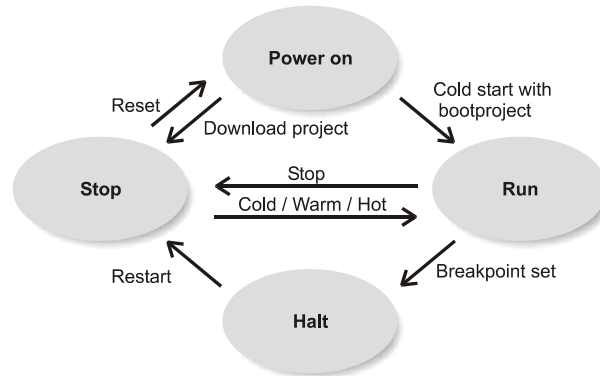 Power on
Reset
Cold start with
bootproject
Download project
Stop
Stop
Run
Cold / Warm / Hot
Restart
Breakpoint set
Halt